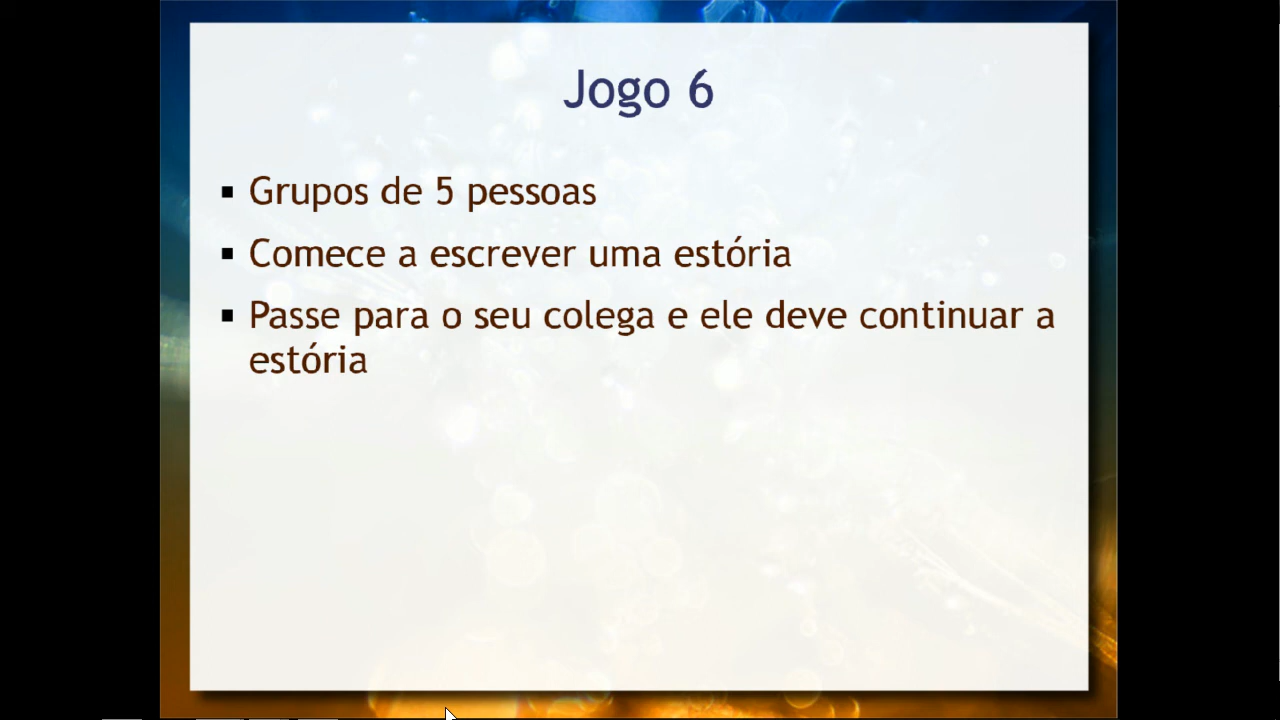 Jogo 6
▪ Grupos de 5 pessoas
▪ Comece a escrever uma estória
▪ Passe para o seu colega e ele deve continuar a
estória